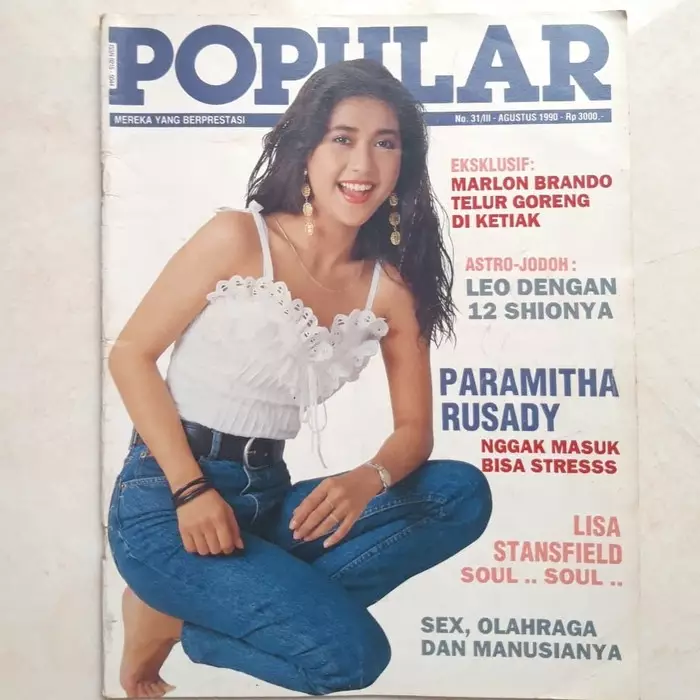 POPULAR
MEREKA YANG BERPRESTASI
No. 31/III - AGUSTUS 1990 - Rp 3000.-
EKSKLUSIF:
MARLON BRANDO
TELUR GORENG
DI KETIAK
ASTRO-JODOH :
LEO DENGAN
12 SHIONYA
PARAMITHA
RUSADY
NGGAK MASUK
BISA STRESSS
LISA
STANSFIELD
SOUL .. SOUL ..
SEX, OLAHRAGA
DAN MANUSIANYA